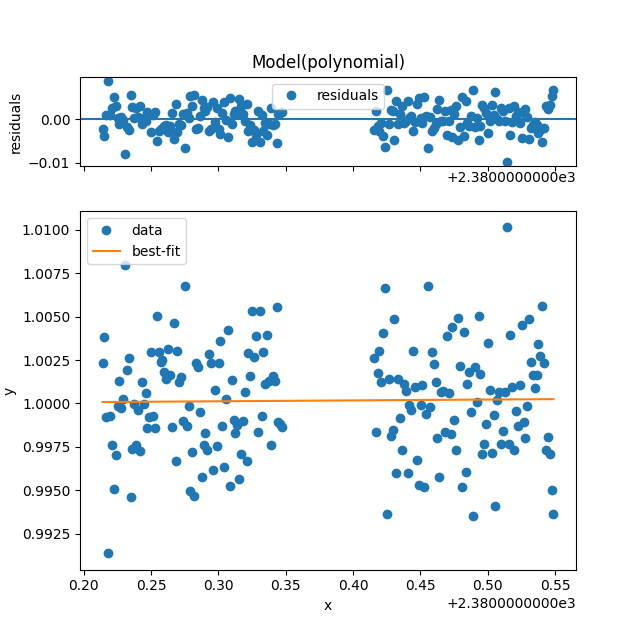 Model(polynomial)
residuals
0.00
−0.01
residuals
+2.3800000000e3
data
best-fit
1.0100
1.0075
1.0050
1.0025
1.0000
0.9975
0.9950
0.9925
y
0.20 0.25 0.30 0.35 0.40 0.45 0.50 0.55
x
+2.3800000000e3